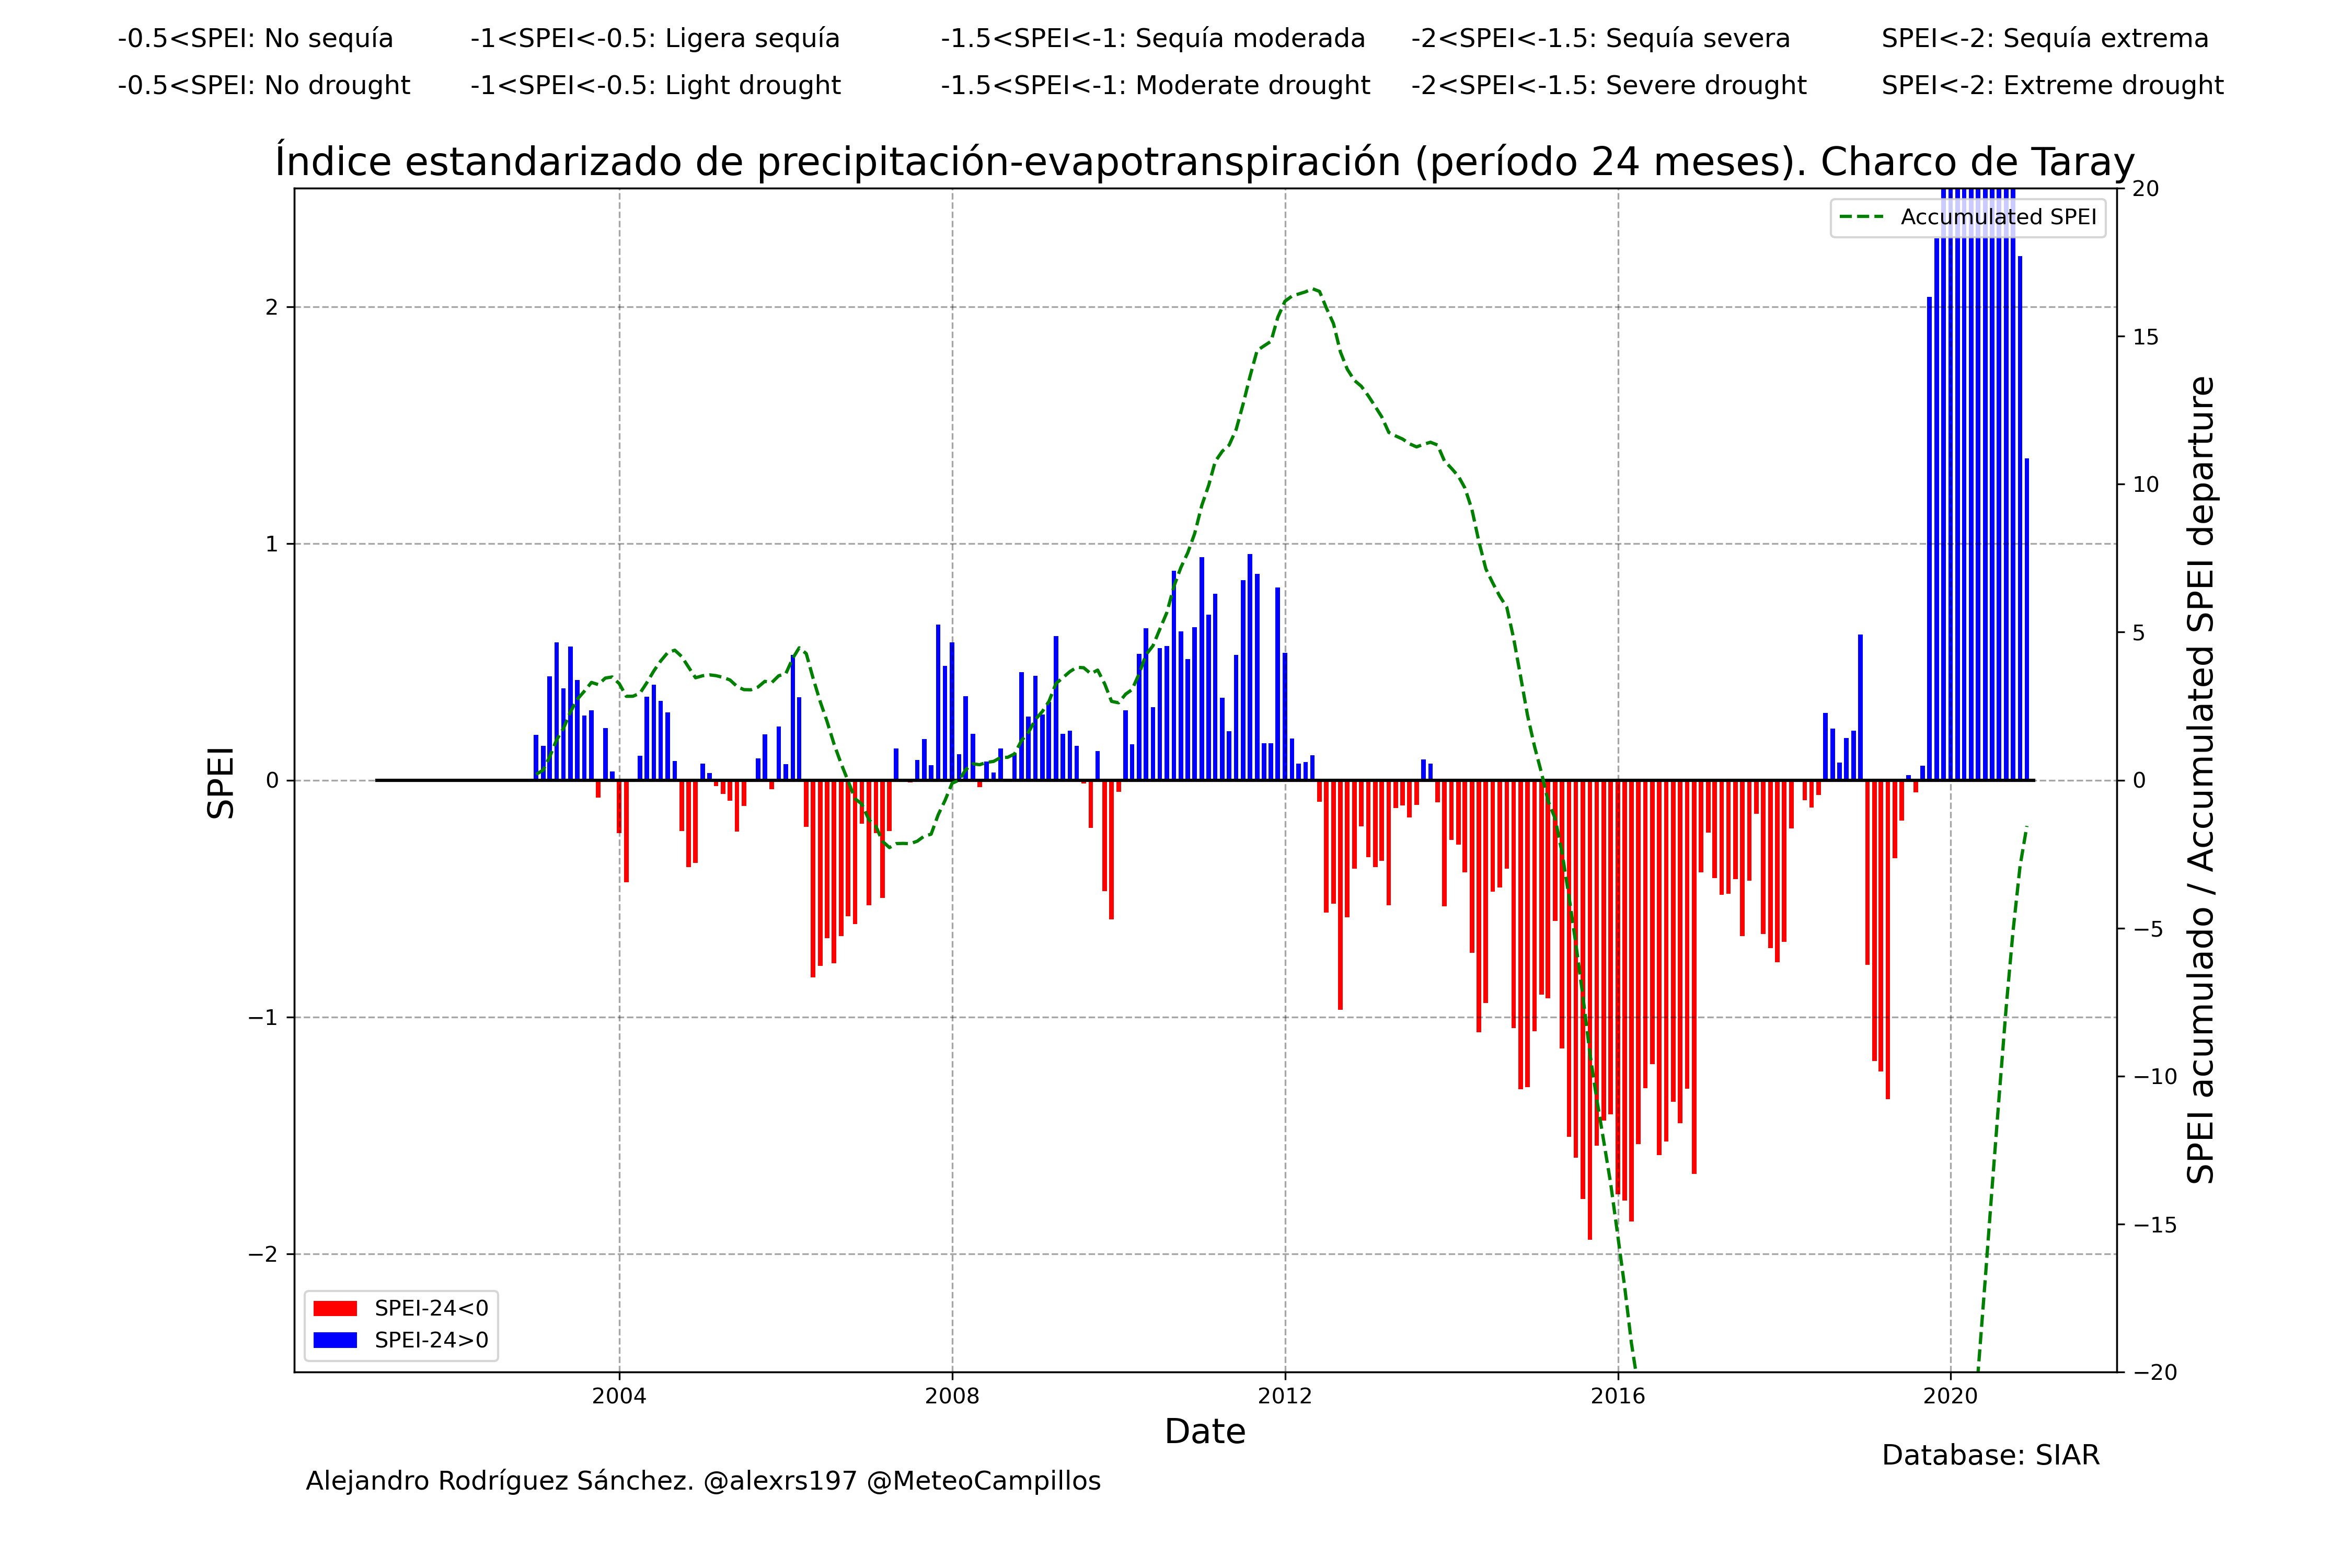 -0.5<SPEI: No sequía
-1<SPEI<-0.5: Ligera sequía
-1.5<SPEI<-1: Sequía moderada
-2<SPEI<-1.5: Sequía severa
SPEI<-2: Sequía extrema
-0.5<SPEI: No drought
-1<SPEI<-0.5: Light drought
-1.5<SPEI<-1: Moderate drought
-2<SPEI<-1.5: Severe drought
SPEI<-2: Extreme drought
Índice estandarizado de precipitación-evapotranspiración (período 24 meses). Charco de Taray
Accumulated SPEI
2
1
0
−1
−2
SPEI
20
15
10
5
0
−5
−10
−15
−20
SPEI acumulado / Accumulated SPEI departure
SPEI-24<0
SPEI-24>0
2004
2008
2012
2016
2020
Date
Database: SIAR
Alejandro Rodríguez Sánchez. @alexrs197 @MeteoCampillos